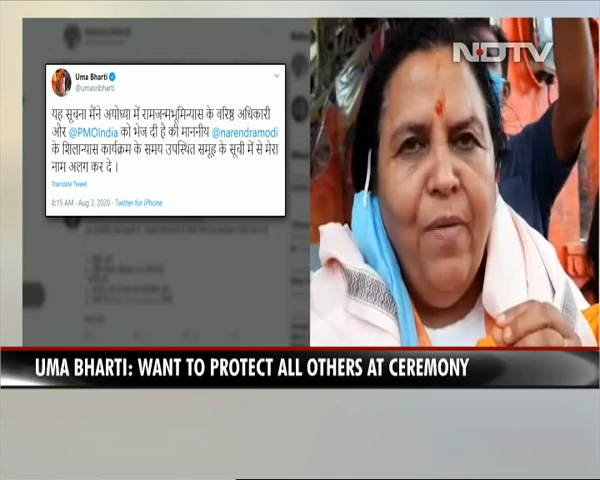 NDTV
Uma Bharti
@umasribharti
यह सूचना मैंने अयोध्या में रामजन्मभूमिन्यास के वरिष्ठ अधिकारी
और @PMOIndia को भेज दी है की माननीय @narendramodi
के शिलान्यास कार्यक्रम के समय उपस्थित समूह के सूची में से मेरा
नाम अलग कर दे ।
Translate Tweet
8:15 AM · Aug 3, 2020 · Twitter for iPhone
UMA BHARTI: WANT TO PROTECT ALL OTHERS AT CEREMONY